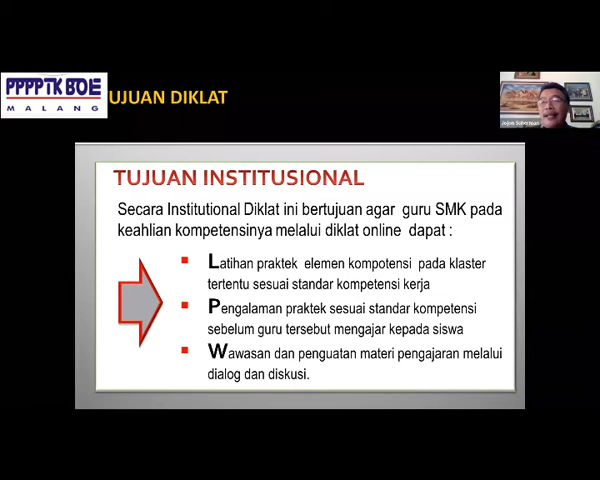 PPPPTK BOE
MALANG
UJUAN DIKLAT
TUJUAN INSTITUSIONAL
Secara Institutional Diklat ini bertujuan agar guru SMK pada
keahlian kompetensinya melalui diklat online dapat :
Latihan praktek elemen kompotensi pada klaster
tertentu sesuai standar kompetensi kerja
Pengalaman praktek sesuai standar kompetensi
sebelum guru tersebut mengajar kepada siswa
Wawasan dan penguatan materi pengajaran melalui
dialog dan diskusi.